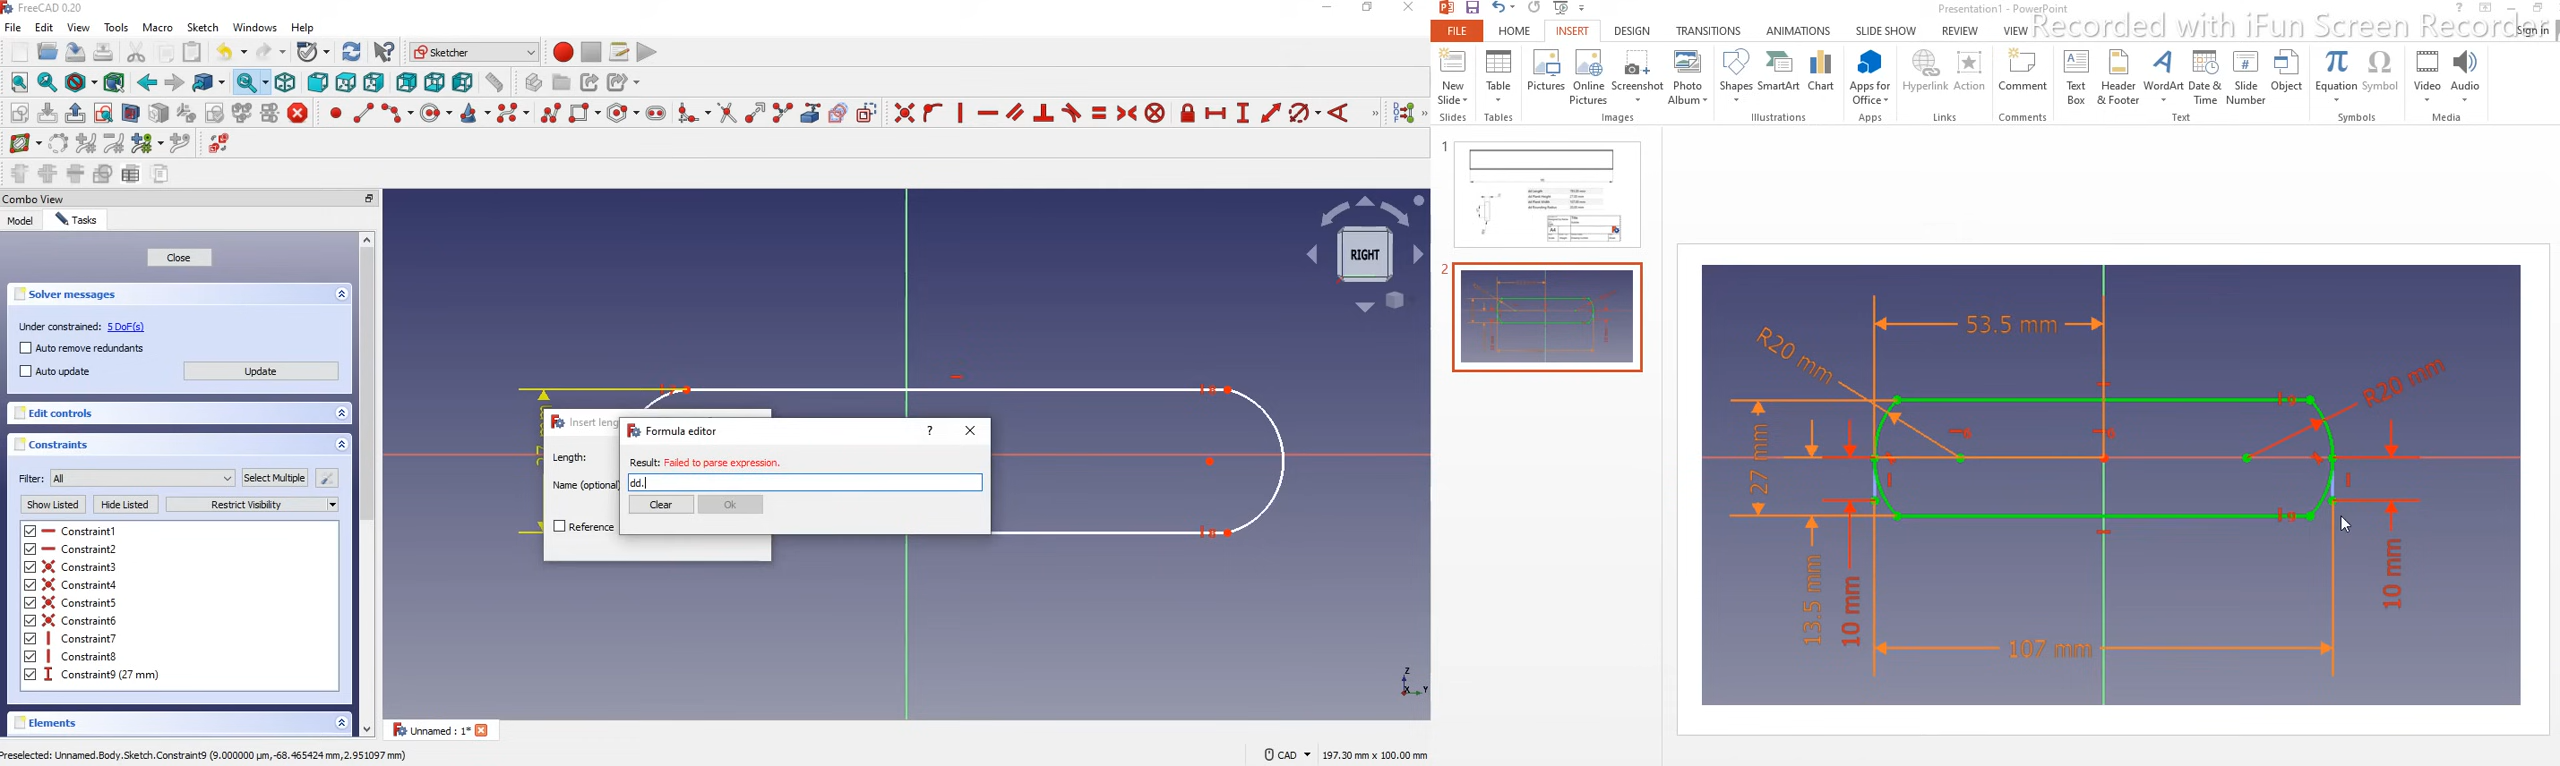 FreeCAD 0.20
File Edit View Tools Macro Sketch Windows Help
Sketcher
Combo View
Model Tasks
Close
Solver messages
Under constrained: 5 DoF(s)
Auto remove redundants
Auto update Update
Edit controls
Constraints
Filter: All Select Multiple
Show Listed Hide Listed Restrict Visibility
Constraint1
Constraint2
Constraint3
Constraint4
Constraint5
Constraint6
Constraint7
Constraint8
Constraint9 (27 mm)
Elements
Preselected: Unnamed.Body.Sketch.Constraint9 (9.000000 µm,-68.465424 mm,2.951097 mm)
RIGHT
Insert leng
Length:
Name (optional)
Reference
Formula editor
?
Result: Failed to parse expression.
dd.
Clear Ok
Z
Y
Unnamed : 1*
CAD 197.30 mm x 100.00 mm
Presentation1 - PowerPoint
Recorded with iFun Screen Recorder
FILE HOME INSERT DESIGN TRANSITIONS ANIMATIONS SLIDE SHOW REVIEW VIEW Sign in
New Slide Table Pictures Online Pictures Screenshot Photo Album Shapes SmartArt Chart Apps for Office Hyperlink Action Comment Text Box Header & Footer WordArt Date & Time Slide Number Object Equation Symbol Video Audio
Slides Tables Images Illustrations Apps Links Comments Text Symbols Media
1
2
53.5 mm
R20 mm
R20 mm
27 mm
13.5 mm
10 mm
10 mm
107 mm